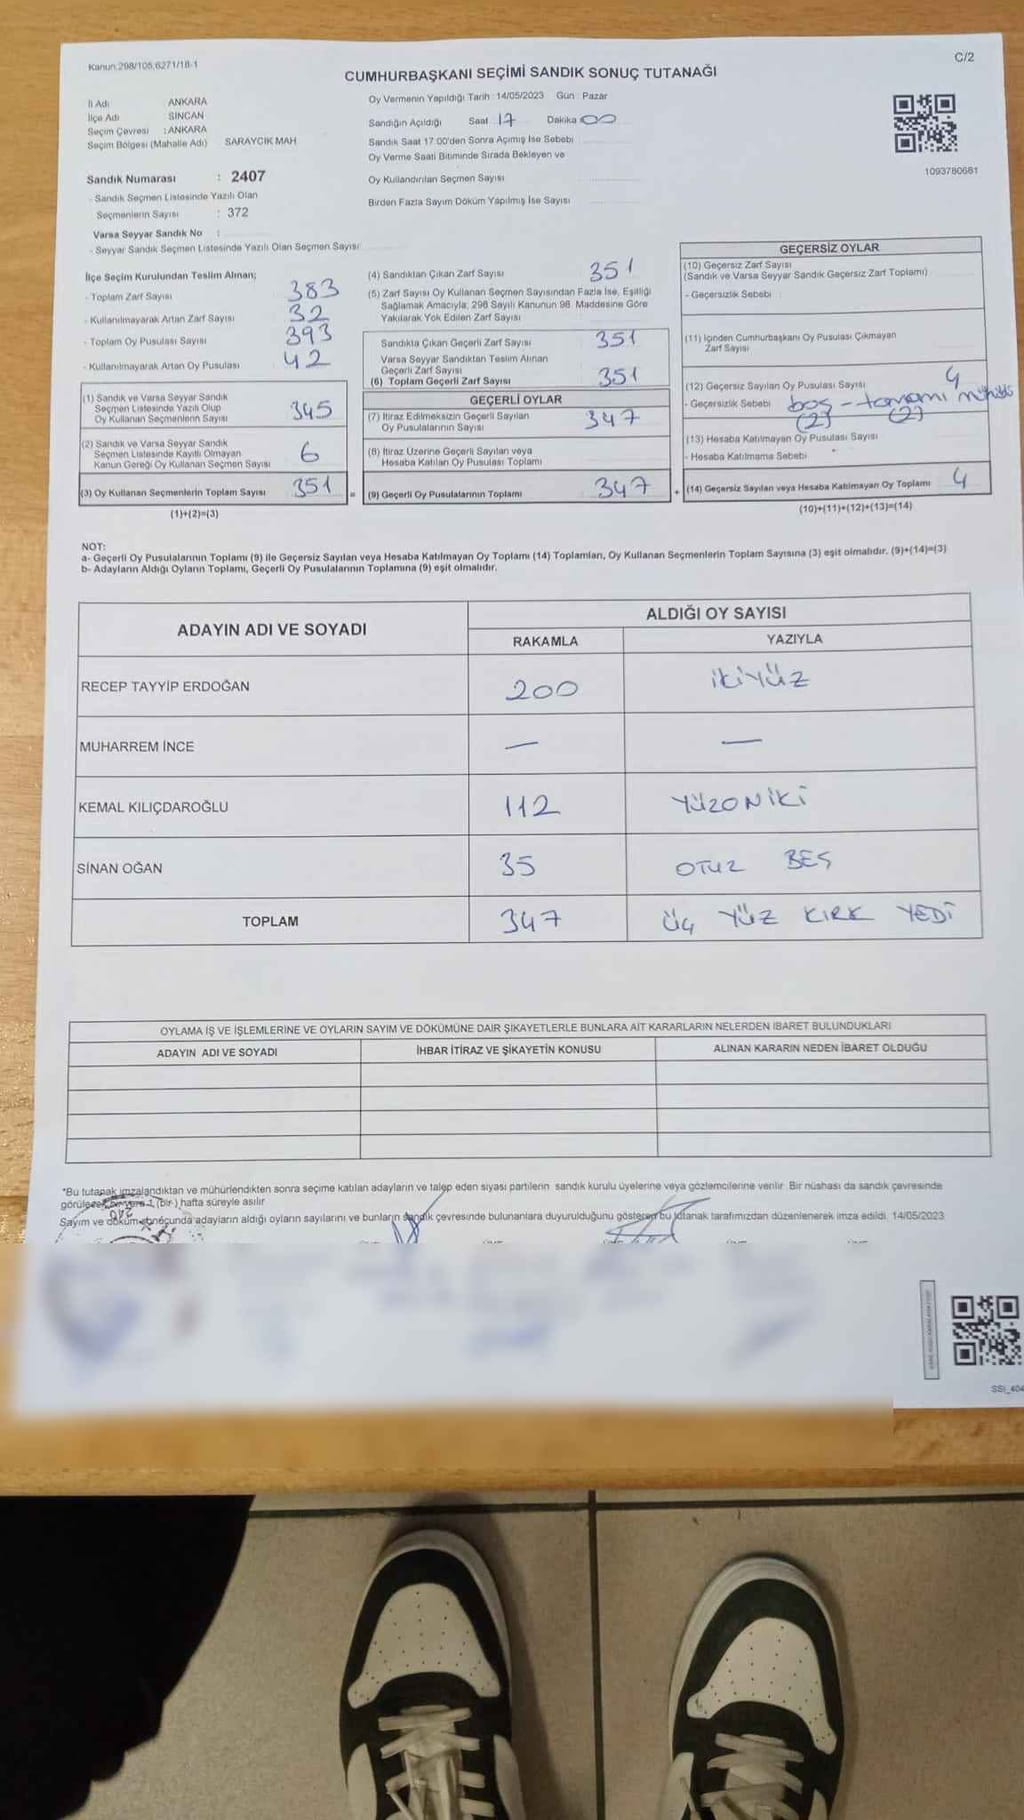 Kanun:298/105,6271/18-1
C/2
CUMHURBAŞKANI SEÇİMİ SANDIK SONUÇ TUTANAĞI
İl Adı ANKARA
İlçe Adı SİNCAN
Seçim Çevresi : ANKARA
Seçim Bölgesi (Mahalle Adı) SARAYCIK MAH
Sandık Numarası : 2407
- Sandık Seçmen Listesinde Yazılı Olan
Seçmenlerin Sayısı : 372
Varsa Seyyar Sandık No :
- Seyyar Sandık Seçmen Listesinde Yazılı Olan Seçmen Sayısı
Oy Vermenin Yapıldığı Tarih : 14/05/2023 Gün : Pazar
Sandığın Açıldığı Saat 17 Dakika 00
Sandık Saat 17:00'den Sonra Açımış İse Sebebi
Oy Verme Saati Bitiminde Sırada Bekleyen ve
Oy Kullandırılan Seçmen Sayısı
Birden Fazla Sayım Döküm Yapılmış İse Sayısı
1093780681
İlçe Seçim Kurulundan Teslim Alınan;
- Toplam Zarf Sayısı 383
- Kullanılmayarak Artan Zarf Sayısı 32
- Toplam Oy Pusulası Sayısı 393
- Kullanılmayarak Artan Oy Pusulası 42
(1) Sandık ve Varsa Seyyar Sandık
Seçmen Listesinde Yazılı Olup
Oy Kullanan Seçmenlerin Sayısı 345
(2) Sandık ve Varsa Seyyar Sandık
Seçmen Listesinde Kayıtlı Olmayan
Kanun Gereği Oy Kullanan Seçmen Sayısı 6
(3) Oy Kullanan Seçmenlerin Toplam Sayısı 351
(1)+(2)=(3)
(4) Sandıktan Çıkan Zarf Sayısı 351
(5) Zarf Sayısı Oy Kullanan Seçmen Sayısından Fazla İse, Eşitliği
Sağlamak Amacıyla, 298 Sayılı Kanunun 98. Maddesine Göre
Yakılarak Yok Edilen Zarf Sayısı
Sandıkta Çıkan Geçerli Zarf Sayısı 351
Varsa Seyyar Sandıktan Teslim Alınan
Geçerli Zarf Sayısı
(6) Toplam Geçerli Zarf Sayısı 351
GEÇERLİ OYLAR
(7) İtiraz Edilmeksizin Geçerli Sayılan
Oy Pusulalarının Sayısı 347
(8) İtiraz Üzerine Geçerli Sayılan veya
Hesaba Katılan Oy Pusulası Toplamı
= (9) Geçerli Oy Pusulalarının Toplamı 347
GEÇERSİZ OYLAR
(10) Geçersiz Zarf Sayısı
(Sandık ve Varsa Seyyar Sandık Geçersiz Zarf Toplamı)
- Geçersizlik Sebebi
(11) İçinden Cumhurbaşkanı Oy Pusulası Çıkmayan
Zarf Sayısı
(12) Geçersiz Sayılan Oy Pusulası Sayısı 4
- Geçersizlik Sebebi boş - tamamı mühürlü
(2) (2)
(13) Hesaba Katılmayan Oy Pusulası Sayısı
- Hesaba Katılmama Sebebi
+ (14) Geçersiz Sayılan veya Hesaba Katılmayan Oy Toplamı 4
(10)+(11)+(12)+(13)=(14)
NOT:
a- Geçerli Oy Pusulalarının Toplamı (9) ile Geçersiz Sayılan veya Hesaba Katılmayan Oy Toplamı (14) Toplamları, Oy Kullanan Seçmenlerin Toplam Sayısına (3) eşit olmalıdır. (9)+(14)=(3)
b- Adayların Aldığı Oyların Toplamı, Geçerli Oy Pusulalarının Toplamına (9) eşit olmalıdır.
ADAYIN ADI VE SOYADI
ALDIĞI OY SAYISI
RAKAMLA YAZIYLA
RECEP TAYYİP ERDOĞAN 200 İKİYÜZ
MUHARREM İNCE — —
KEMAL KILIÇDAROĞLU 112 YÜZONİKİ
SİNAN OĞAN 35 OTUZ BEŞ
TOPLAM 347 ÜÇ YÜZ KIRK YEDİ
OYLAMA İŞ VE İŞLEMLERİNE VE OYLARIN SAYIM VE DÖKÜMÜNE DAİR ŞİKAYETLERLE BUNLARA AİT KARARLARIN NELERDEN İBARET BULUNDUKLARI
ADAYIN ADI VE SOYADI İHBAR İTİRAZ VE ŞİKAYETİN KONUSU ALINAN KARARIN NEDEN İBARET OLDUĞU
*Bu tutanak imzalandıktan ve mühürlendikten sonra seçime katılan adayların ve talep eden siyasi partilerin sandık kurulu üyelerine veya gözlemcilerine verilir. Bir nüshası da sandık çevresinde
görülecek bir yere 1 (bir) hafta süreyle asılır
Sayım ve döküm sonucunda adayların aldığı oyların sayılarını ve bunların sandık çevresinde bulunanlara duyurulduğunu gösteren bu tutanak tarafımızdan düzenlenerek imza edildi. 14/05/2023